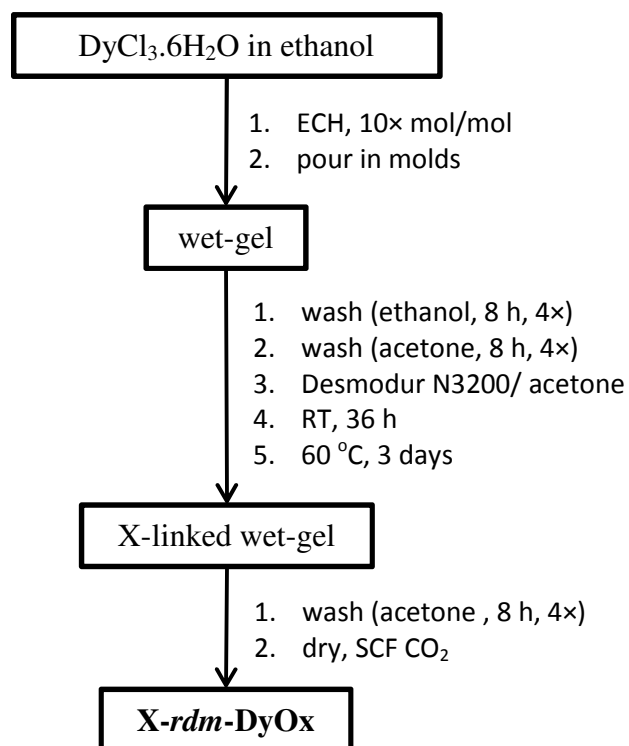 DyCl₃.6H₂O in ethanol
1. ECH, 10× mol/mol
2. pour in molds
wet-gel
1. wash (ethanol, 8 h, 4×)
2. wash (acetone, 8 h, 4×)
3. Desmodur N3200/ acetone
4. RT, 36 h
5. 60 °C, 3 days
X-linked wet-gel
1. wash (acetone , 8 h, 4×)
2. dry, SCF CO₂
X-rdm-DyOx